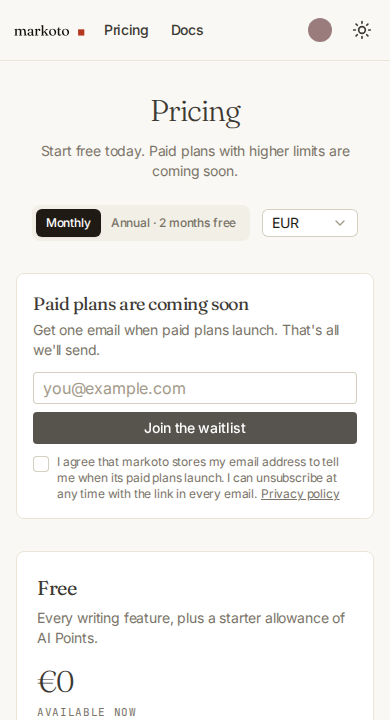 markoto
Pricing
Docs
Pricing
Start free today. Paid plans with higher limits are
coming soon.
Monthly
Annual · 2 months free
EUR
Paid plans are coming soon
Get one email when paid plans launch. That's all
we'll send.
you@example.com
Join the waitlist
I agree that markoto stores my email address to tell
me when its paid plans launch. I can unsubscribe at
any time with the link in every email. Privacy policy
Free
Every writing feature, plus a starter allowance of
AI Points.
€0
AVAILABLE NOW